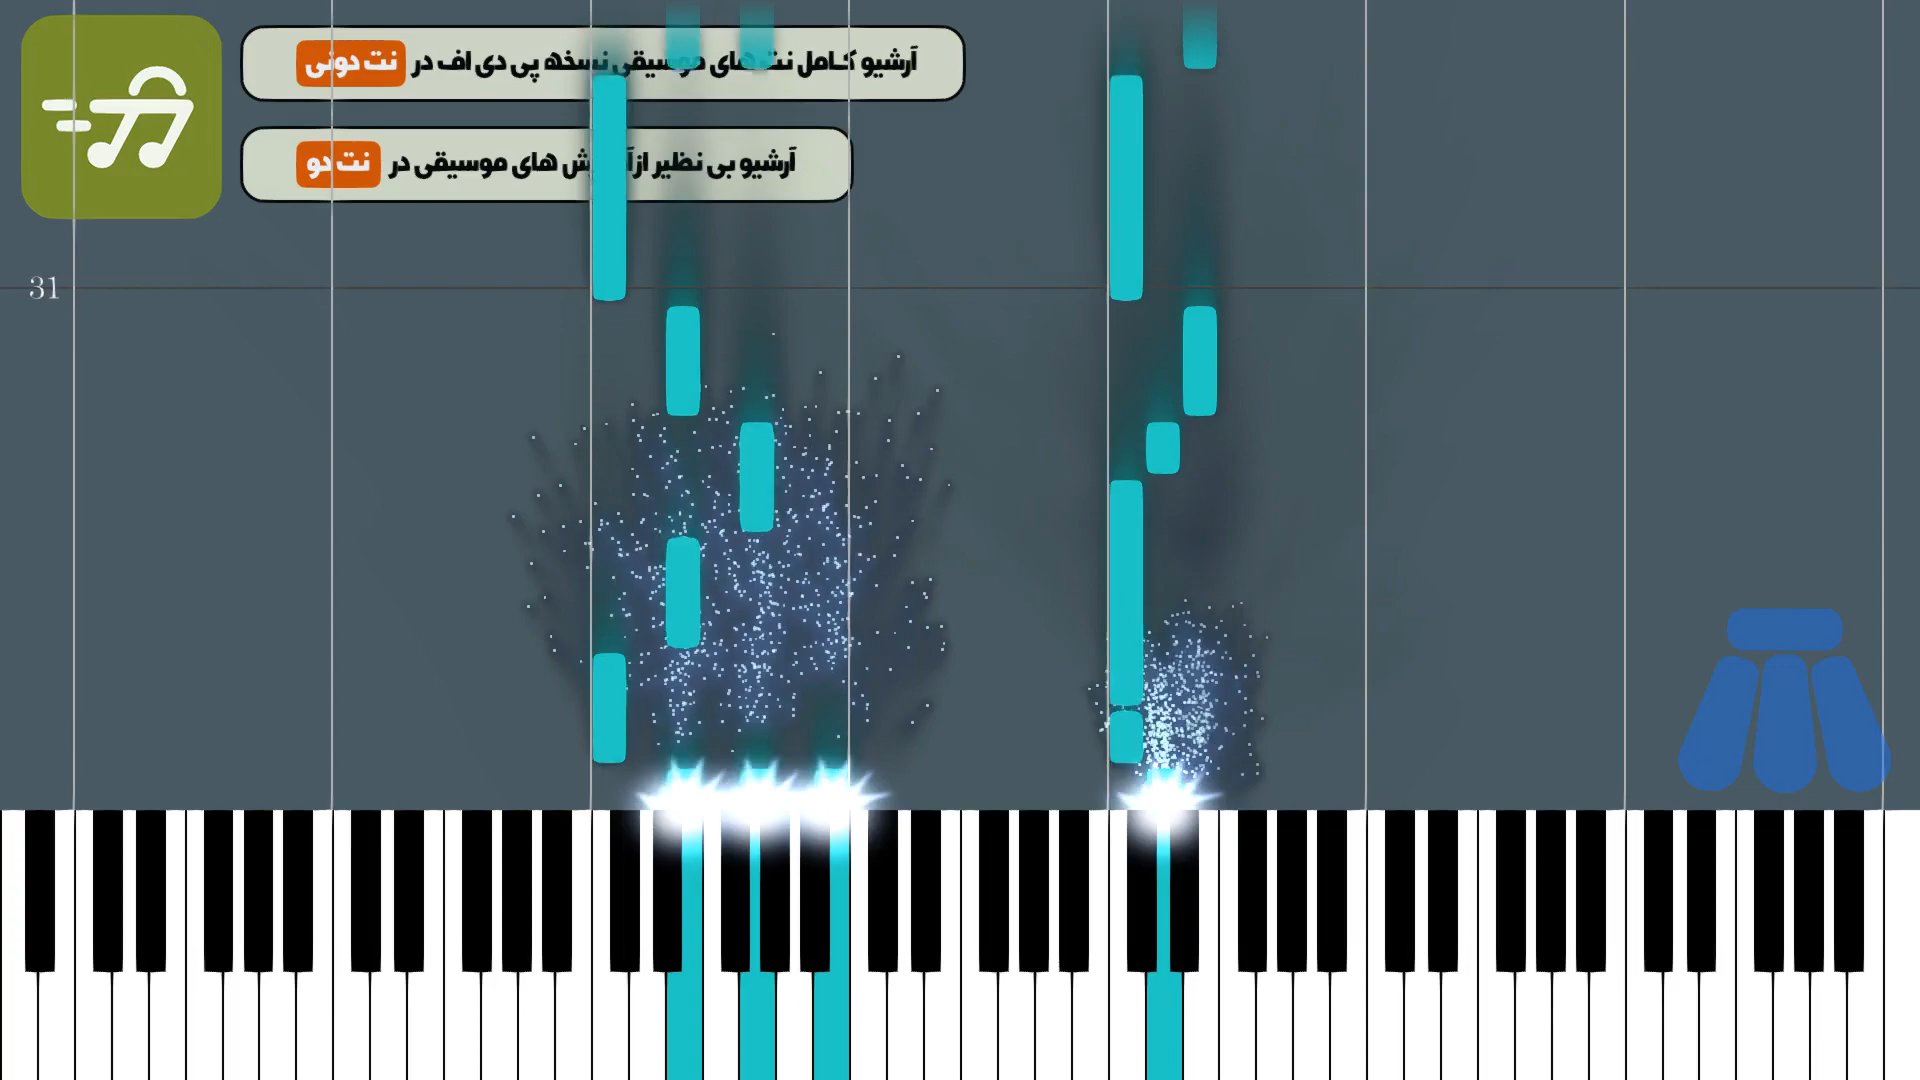 آرشیو کامل نت های موسیقی نسخه پی دی اف در نت دونی
آرشیو بی نظیر از در نت دو های موسیقی
31